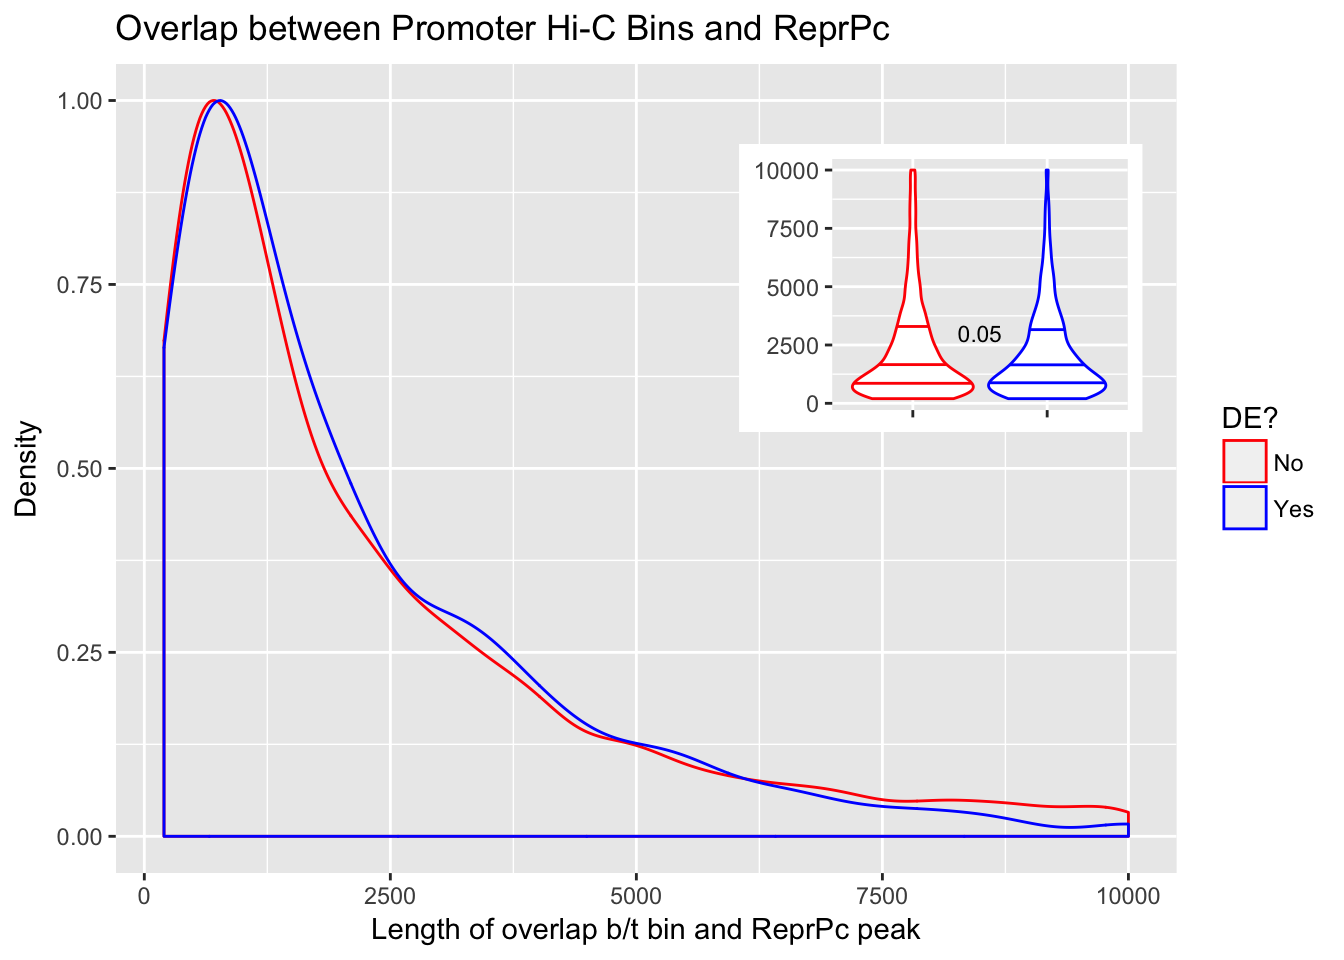 Overlap between Promoter Hi-C Bins and ReprPc
1.00
0.75
0.50
0.25
0.00
Density
10000
7500
5000
2500
0
0.05
DE?
No
Yes
0 2500 5000 7500 10000
Length of overlap b/t bin and ReprPc peak